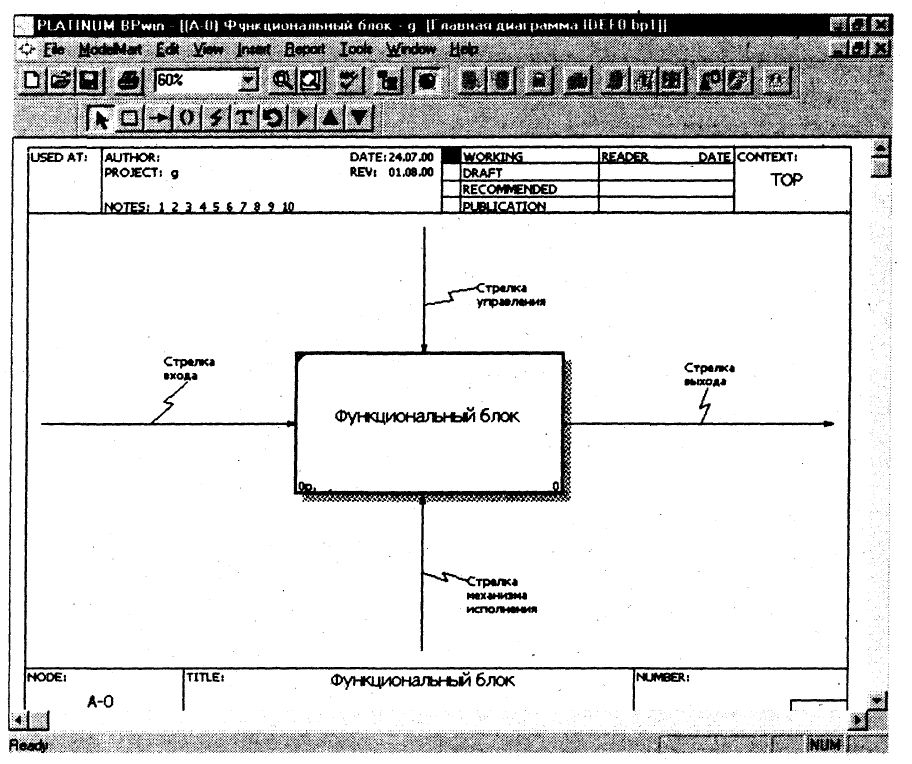 PLATINUM BPwin - [(A-0) Функциональный блок - g [Главная диаграмма IDEF0 bp1]]
File ModelMart Edit View Insert Report Tools Window Help
60%
USED AT: AUTHOR: DATE: 24.07.00 WORKING READER DATE CONTEXT:
PROJECT: g REV: 01.08.00 DRAFT TOP
RECOMMENDED
NOTES: 1 2 3 4 5 6 7 8 9 10 PUBLICATION
Стрелка
управления
Стрелка
входа
Стрелка
выхода
Функциональный блок
0р. 0
Стрелка
механизма
исполнения
NODE: TITLE: Функциональный блок NUMBER:
A-0
Ready NUM